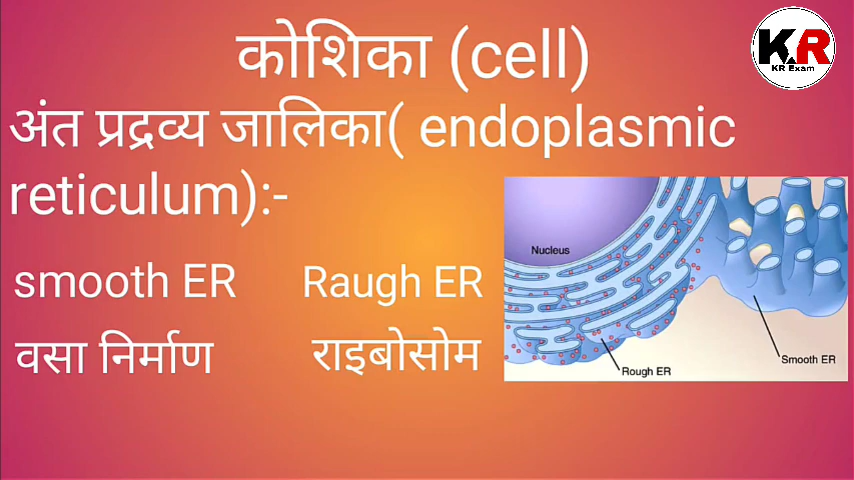 कोशिका (cell)
KR
KR Exam
अंत प्रद्रव्य जालिका( endoplasmic
reticulum):-
smooth ER
Raugh ER
वसा निर्माण
राइबोसोम
Nucleus
Rough ER
Smooth ER